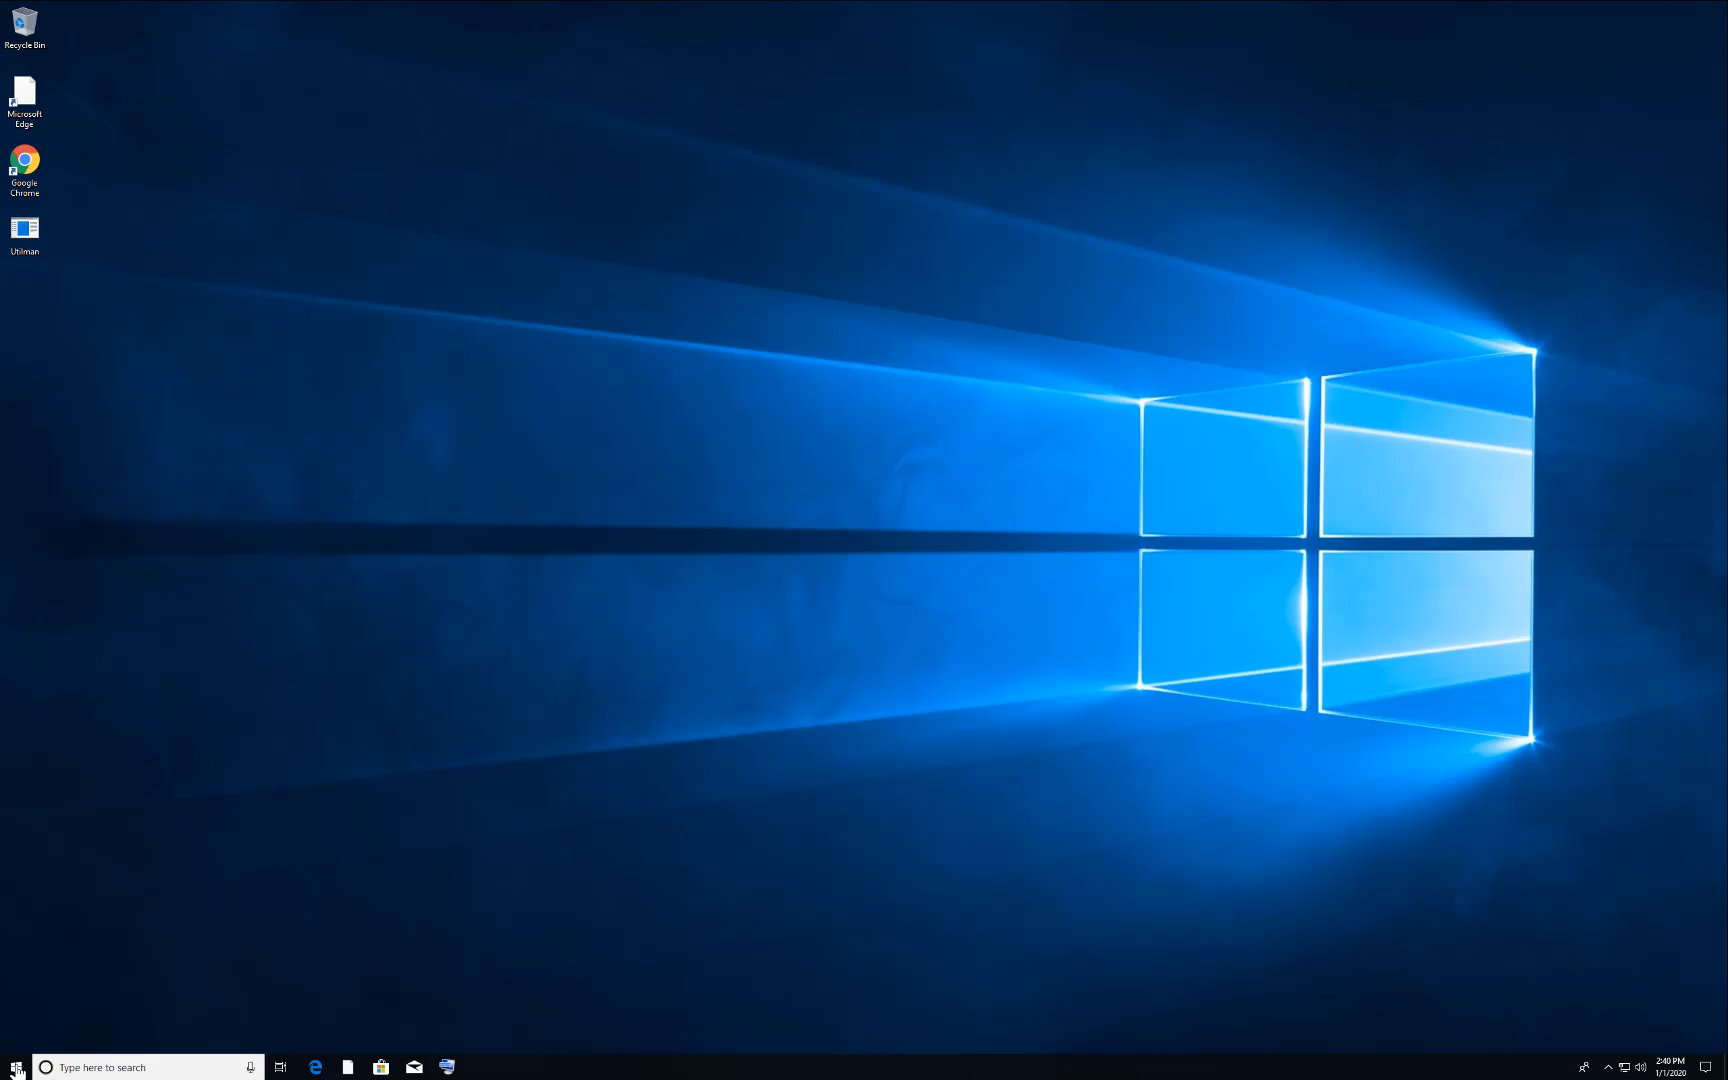 Recycle Bin
Microsoft
Edge
Google
Chrome
Utilman
Type here to search
2:40 PM
1/1/2020